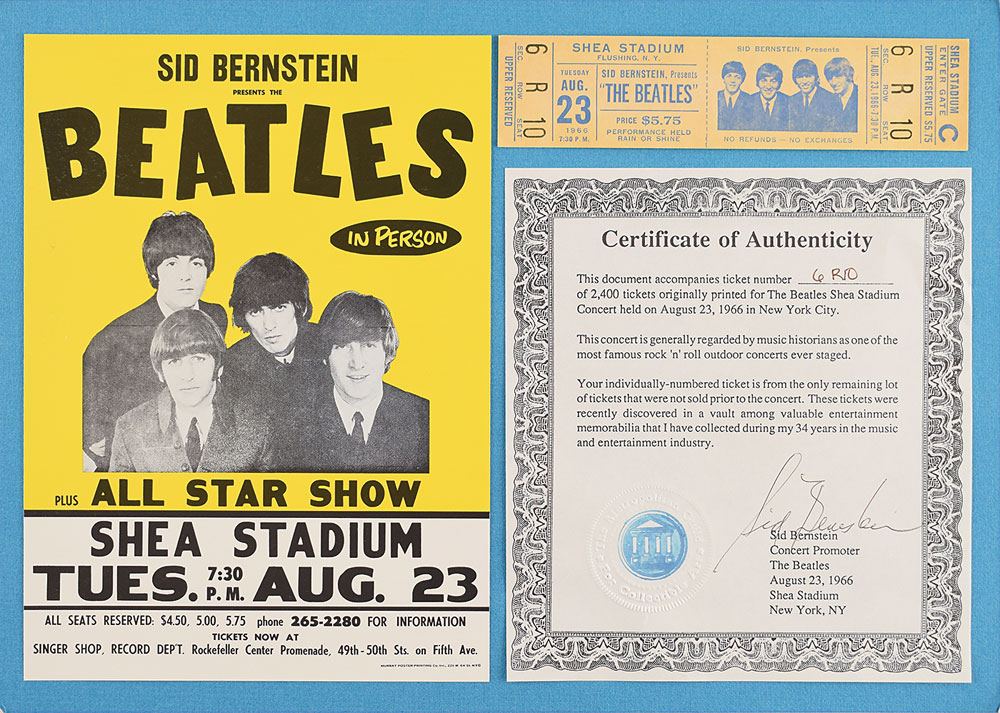 SID BERNSTEIN
PRESENTS THE
BEATLES
IN PERSON
PLUS ALL STAR SHOW
SHEA STADIUM
TUES. 7:30 P.M. AUG. 23
ALL SEATS RESERVED: $4.50, 5.00, 5.75 phone 265-2280 FOR INFORMATION
TICKETS NOW AT
SINGER SHOP, RECORD DEP'T. Rockefeller Center Promenade, 49th-50th Sts. on Fifth Ave.
6 R 10
SEC. ROW SEAT
UPPER RESERVED
SHEA STADIUM
FLUSHING, N. Y.
TUESDAY
AUG.
23
1966
7:30 P.M.
SID BERNSTEIN, Presents
"THE BEATLES"
PRICE $5.75
PERFORMANCE HELD
RAIN OR SHINE
SID BERNSTEIN, Presents
NO REFUNDS — NO EXCHANGES
TUE., AUG. 23, 1966-7:30 P.M.
6 R 10
SEC. ROW SEAT
UPPER RESERVED $5.75
ENTER GATE C
SHEA STADIUM
Certificate of Authenticity
This document accompanies ticket number 6 R10
of 2,400 tickets originally printed for The Beatles Shea Stadium
Concert held on August 23, 1966 in New York City.
This concert is generally regarded by music historians as one of the
most famous rock 'n' roll outdoor concerts ever staged.
Your individually-numbered ticket is from the only remaining lot
of tickets that were not sold prior to the concert. These tickets were
recently discovered in a vault among valuable entertainment
memorabilia that I have collected during my 34 years in the music
and entertainment industry.
Sid Bernstein
Sid Bernstein
Concert Promoter
The Beatles
August 23, 1966
Shea Stadium
New York, NY